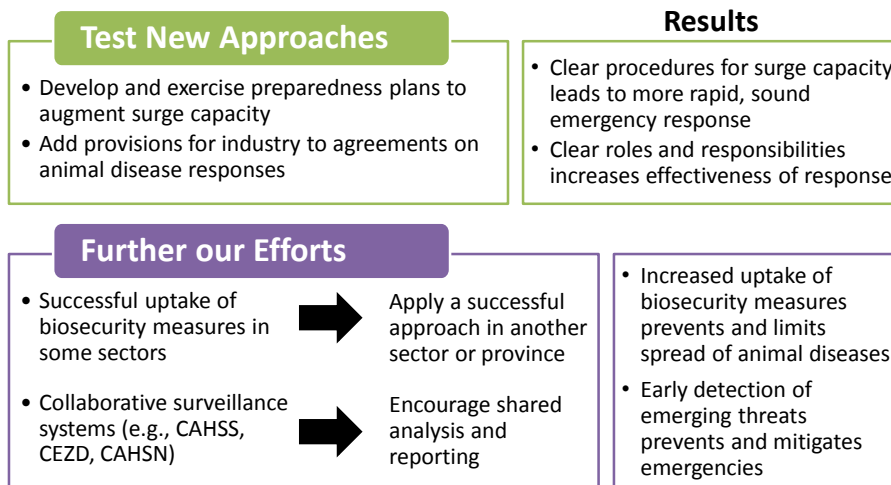 Test New Approaches
• Develop and exercise preparedness plans to
augment surge capacity
• Add provisions for industry to agreements on
animal disease responses
Results
• Clear procedures for surge capacity
leads to more rapid, sound
emergency response
• Clear roles and responsibilities
increases effectiveness of response
Further our Efforts
• Successful uptake of
biosecurity measures in
some sectors
Apply a successful
approach in another
sector or province
• Collaborative surveillance
systems (e.g., CAHSS,
CEZD, CAHSN)
Encourage shared
analysis and
reporting
• Increased uptake of
biosecurity measures
prevents and limits
spread of animal diseases
• Early detection of
emerging threats
prevents and mitigates
emergencies